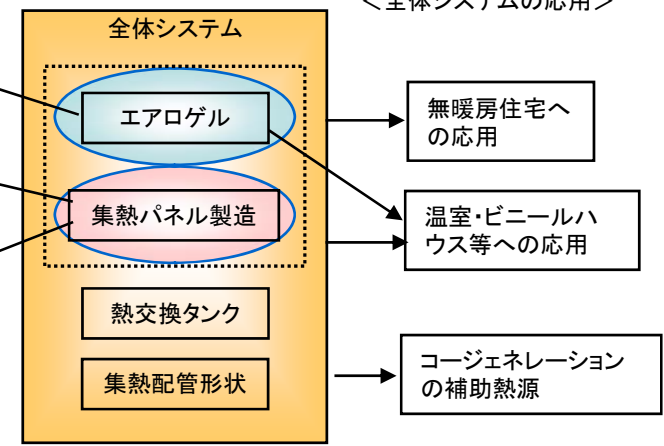 ＜全体システムの応用＞
全体システム
エアロゲル
集熱パネル製造
熱交換タンク
集熱配管形状
無暖房住宅へ
の応用
温室・ビニールハ
ウス等への応用
コージェネレーション
の補助熱源